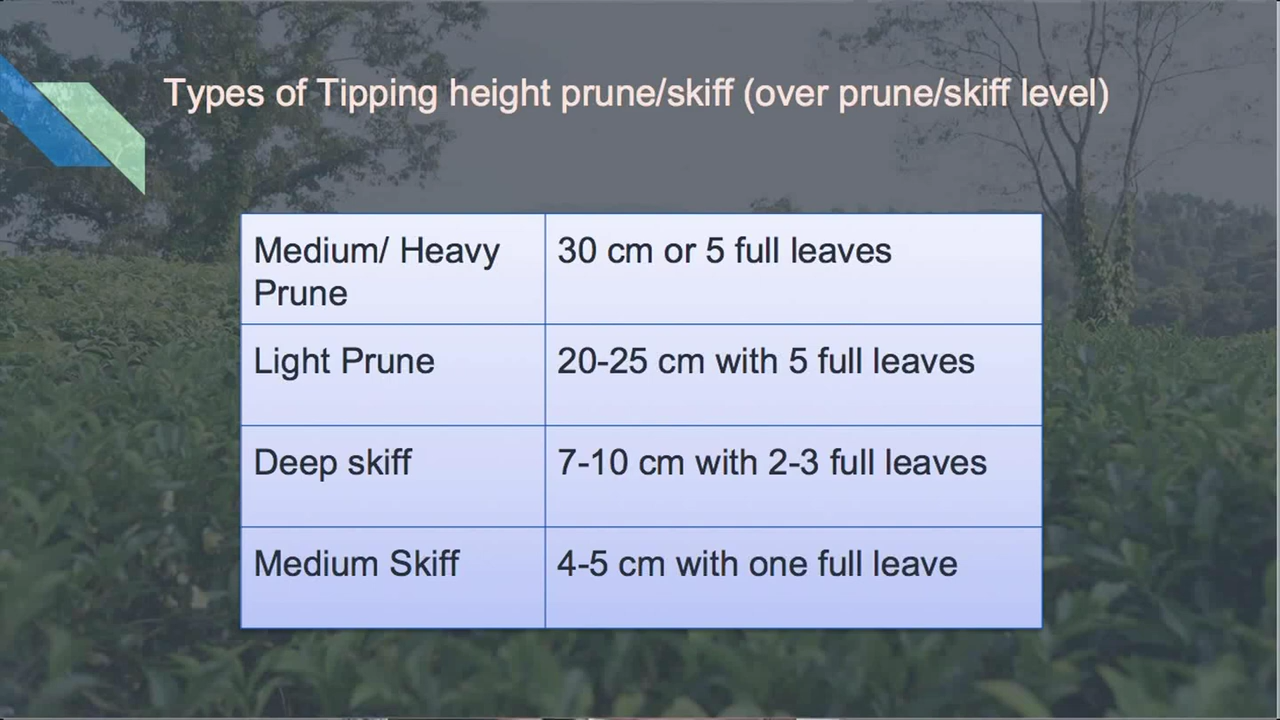 Types of Tipping height prune/skiff (over prune/skiff level)
Medium/ Heavy
Prune
30 cm or 5 full leaves
Light Prune
20-25 cm with 5 full leaves
Deep skiff
7-10 cm with 2-3 full leaves
Medium Skiff
4-5 cm with one full leave